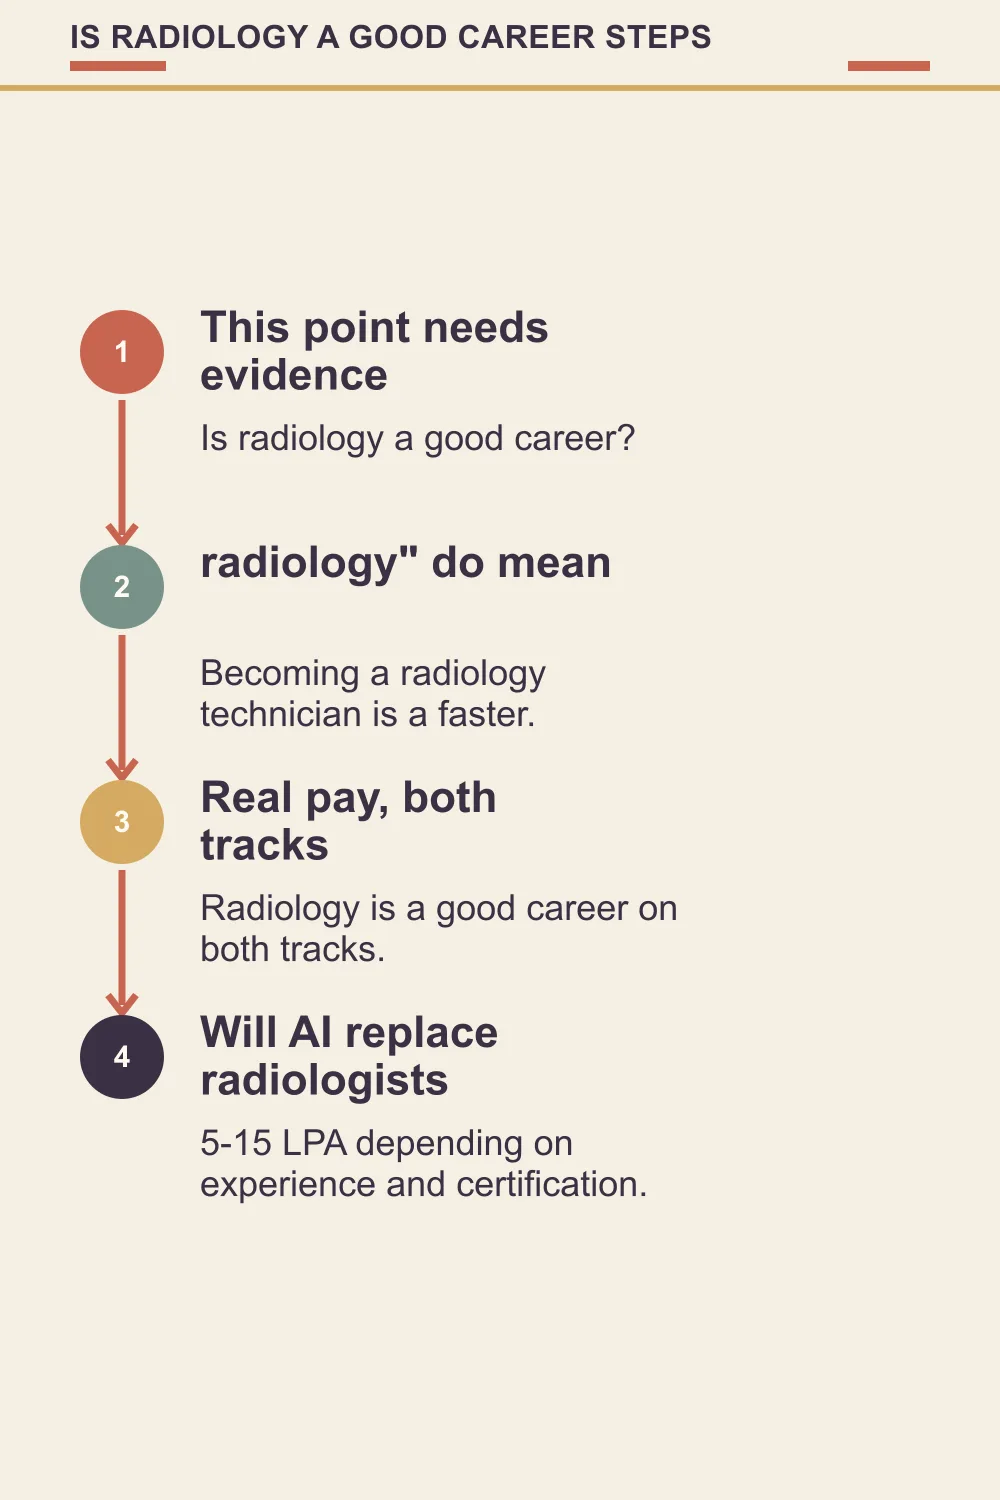 IS RADIOLOGY A GOOD CAREER STEPS
1
This point needs
evidence
Is radiology a good career?
2
radiology" do mean
Becoming a radiology
technician is a faster.
3
Real pay, both
tracks
Radiology is a good career on
both tracks.
4
Will AI replace
radiologists
5-15 LPA depending on
experience and certification.